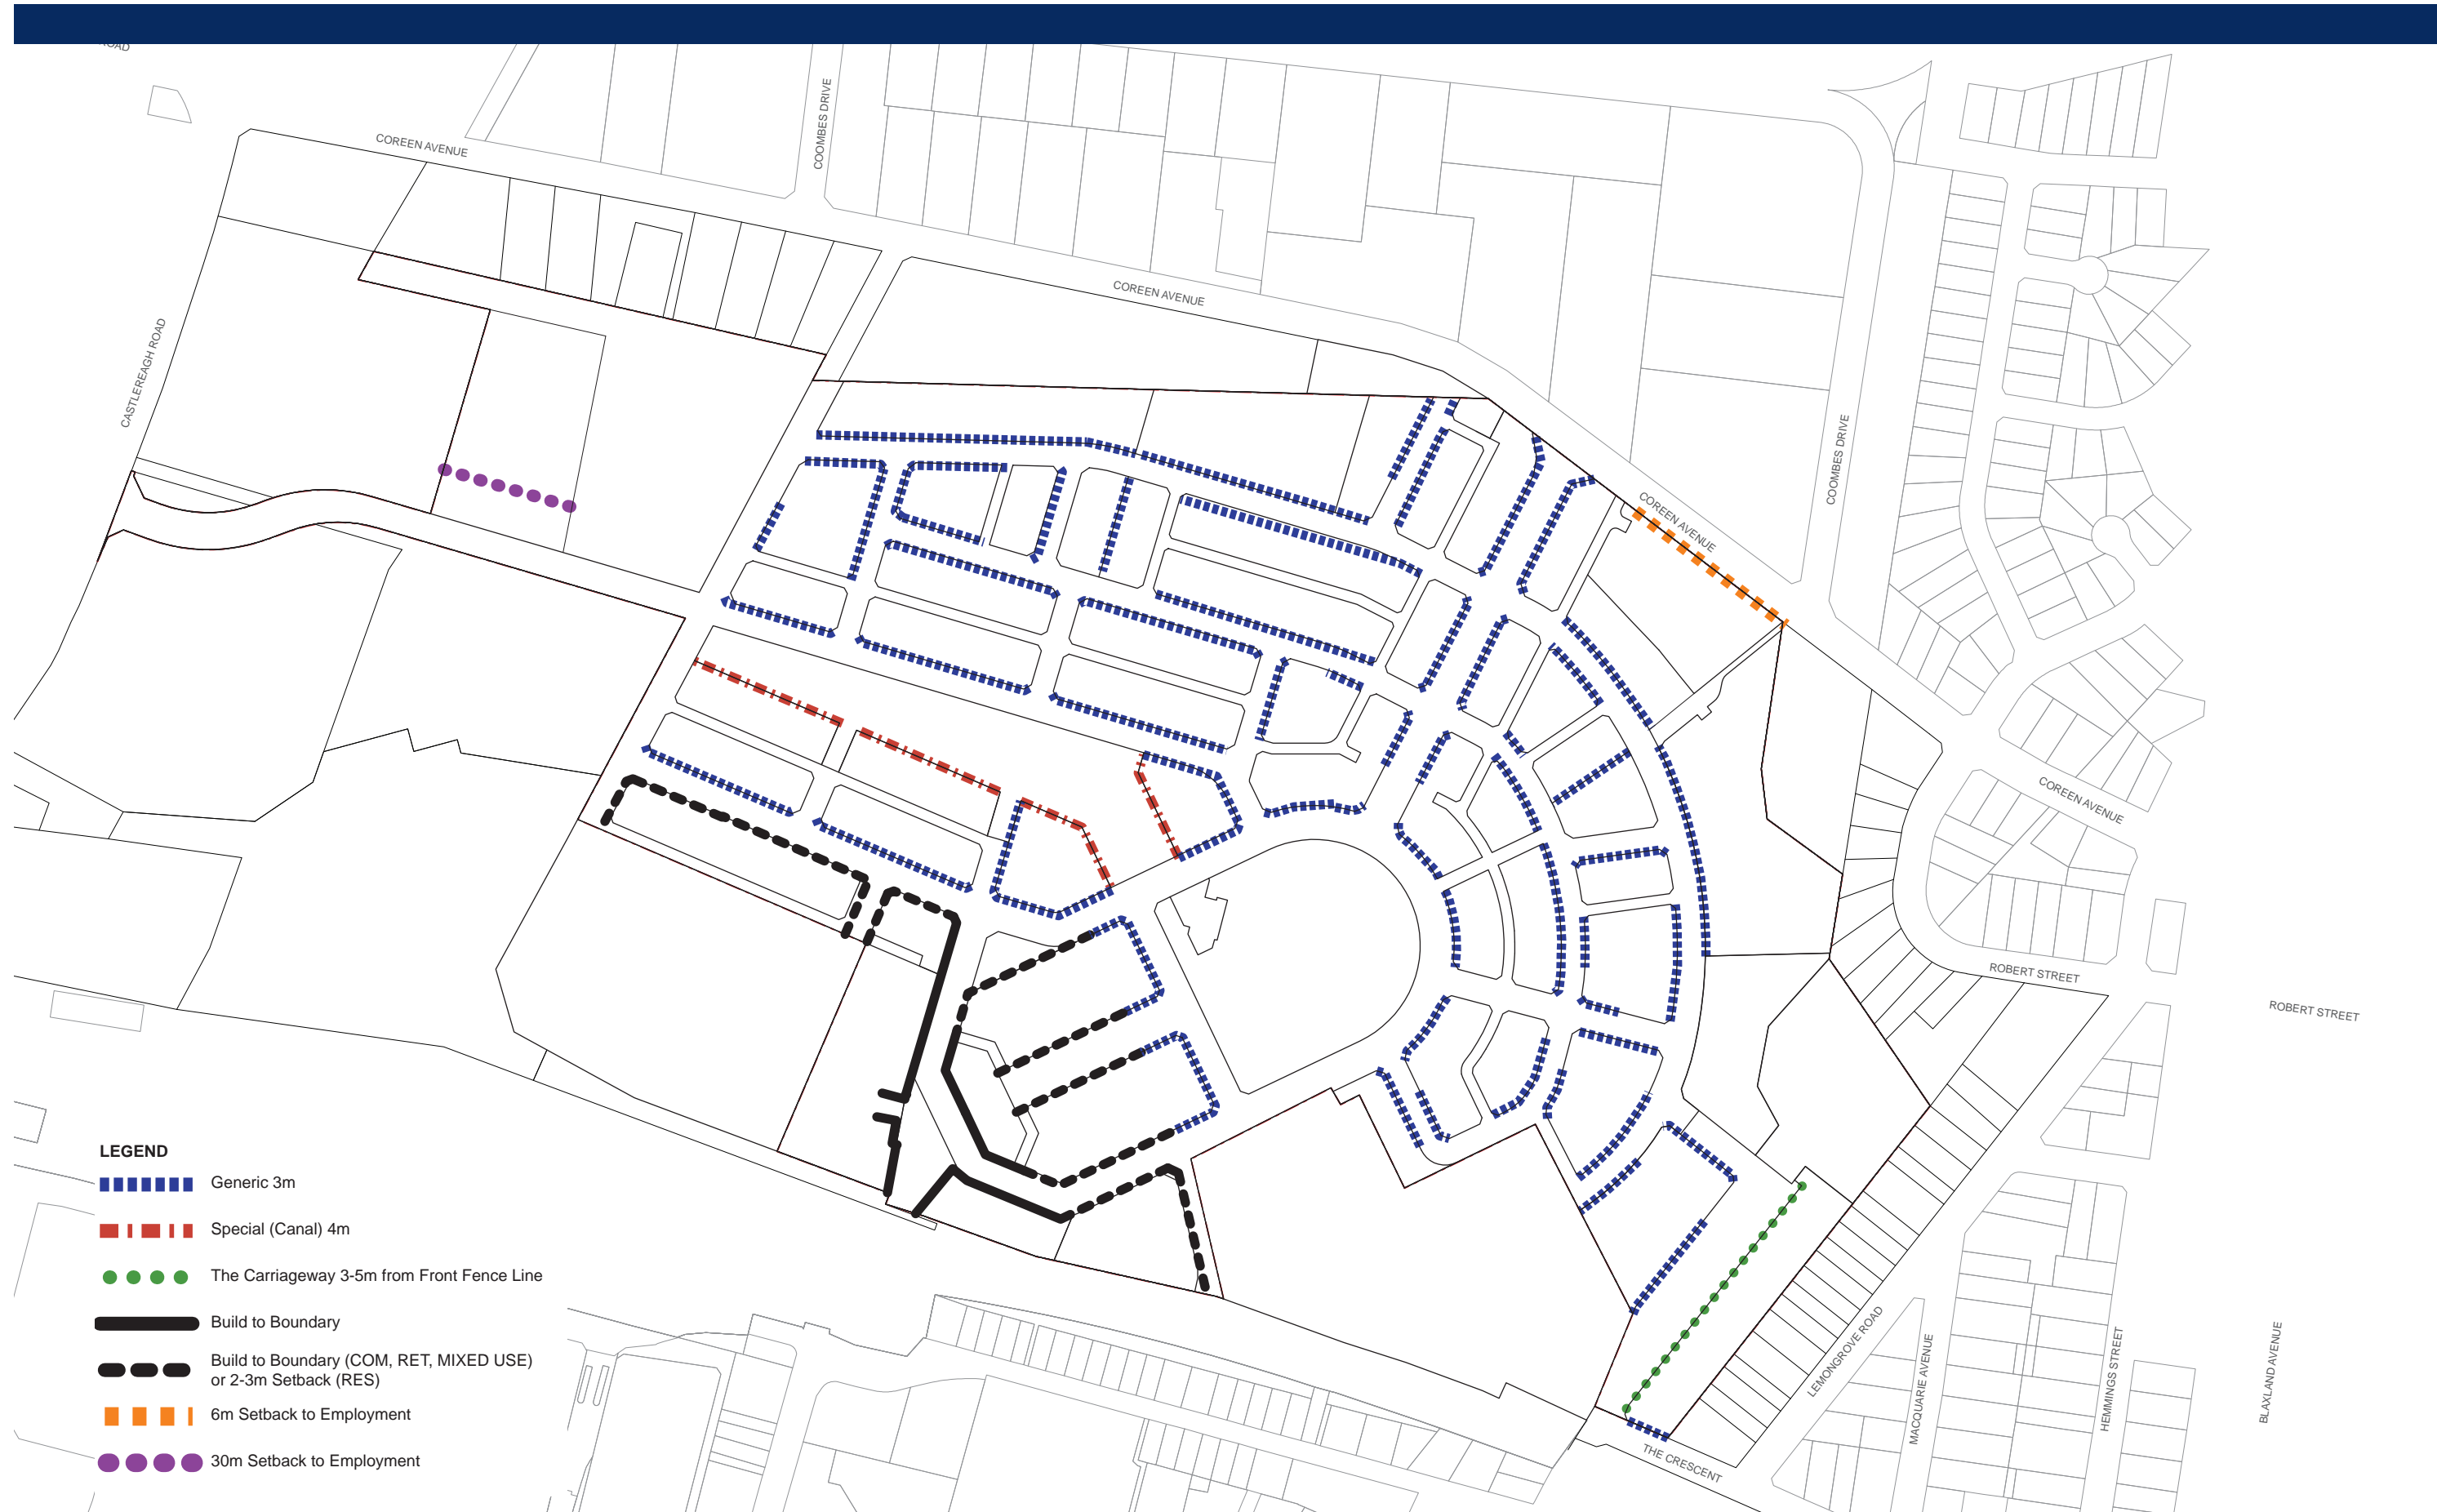 ROAD
COREEN AVENUE
COOMBES DRIVE
COREEN AVENUE
CASTLEREAGH ROAD
COREEN AVENUE
COOMBES DRIVE
COREEN AVENUE
ROBERT STREET
ROBERT STREET
LEMONGROVE ROAD
MACQUARIE AVENUE
HEMMINGS STREET
BLAXLAND AVENUE
THE CRESCENT
LEGEND
Generic 3m
Special (Canal) 4m
The Carriageway 3-5m from Front Fence Line
Build to Boundary
Build to Boundary (COM, RET, MIXED USE)
or 2-3m Setback (RES)
6m Setback to Employment
30m Setback to Employment